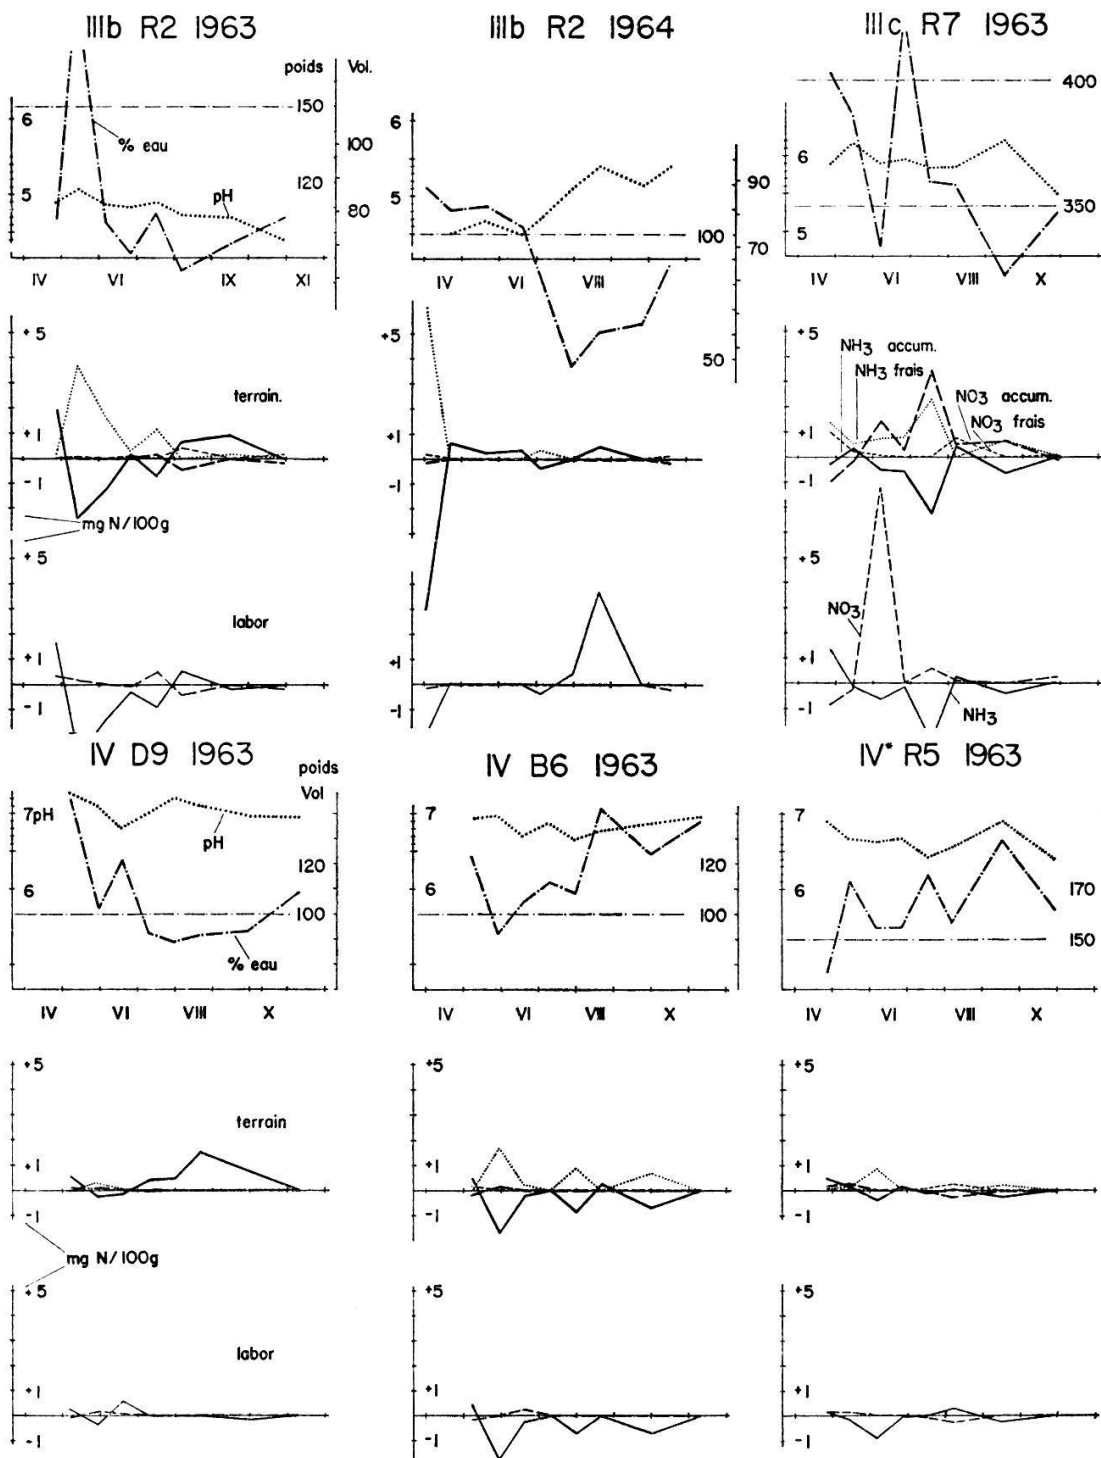 IIIb R2 1963
IIIb R2 1964
IIIc R7 1963
poids
Vol.
6
5
% eau
pH
150
120
100
80
IV VI IX XI
6
5
90
100
70
50
IV VI VIII
400
6
350
5
IV VI VIII X
+5
terrain.
+1
-1
mg N/100g
+5
labor
+1
-1
+5
+1
-1
+1
-1
+5
NH3 accum.
NH3 frais
NO3 accum.
NO3 frais
+1
-1
+5
NO3
+1
-1
NH3
IV D9 1963
IV B6 1963
IV* R5 1963
poids
Vol
7pH
pH
120
6
100
% eau
IV VI VIII X
7
120
6
100
IV VI VIII X
7
6
170
150
IV VI VIII X
+5
terrain
+1
-1
mg N/100g
+5
labor
+1
-1
+5
+1
-1
+5
+1
-1
+5
+1
-1
+5
+1
-1